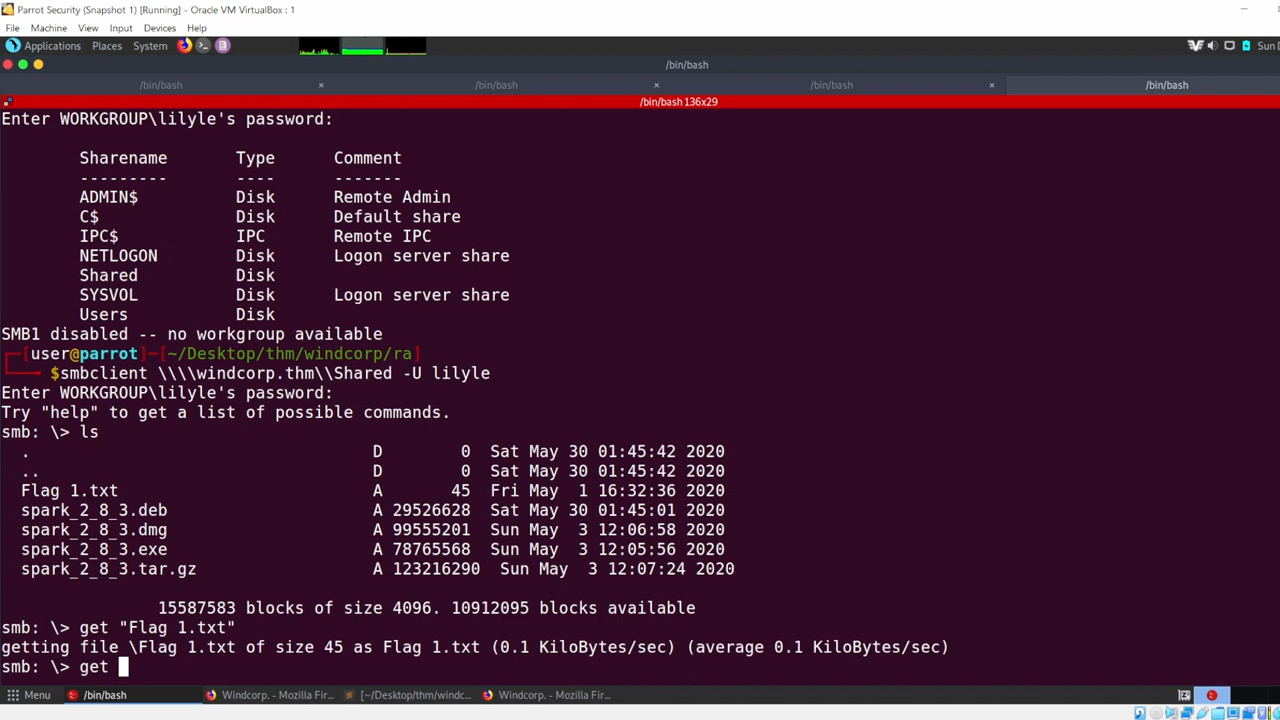 Parrot Security (Snapshot 1) [Running] - Oracle VM VirtualBox : 1
File Machine View Input Devices Help
Applications Places System Sun D
/bin/bash
/bin/bash × /bin/bash × /bin/bash × /bin/bash
/bin/bash 136x29
Enter WORKGROUP\lilyle's password:
Sharename Type Comment
--------- ---- -------
ADMIN$ Disk Remote Admin
C$ Disk Default share
IPC$ IPC Remote IPC
NETLOGON Disk Logon server share
Shared Disk
SYSVOL Disk Logon server share
Users Disk
SMB1 disabled -- no workgroup available
┌─[user@parrot]─[~/Desktop/thm/windcorp/ra]
└──╼ $smbclient \\\\windcorp.thm\\Shared -U lilyle
Enter WORKGROUP\lilyle's password:
Try "help" to get a list of possible commands.
smb: \> ls
. D 0 Sat May 30 01:45:42 2020
.. D 0 Sat May 30 01:45:42 2020
Flag 1.txt A 45 Fri May 1 16:32:36 2020
spark_2_8_3.deb A 29526628 Sat May 30 01:45:01 2020
spark_2_8_3.dmg A 99555201 Sun May 3 12:06:58 2020
spark_2_8_3.exe A 78765568 Sun May 3 12:05:56 2020
spark_2_8_3.tar.gz A 123216290 Sun May 3 12:07:24 2020
15587583 blocks of size 4096. 10912095 blocks available
smb: \> get "Flag 1.txt"
getting file \Flag 1.txt of size 45 as Flag 1.txt (0.1 KiloBytes/sec) (average 0.1 KiloBytes/sec)
smb: \> get
Menu /bin/bash Windcorp. - Mozilla Fir... [~/Desktop/thm/windc... Windcorp. - Mozilla Fir...